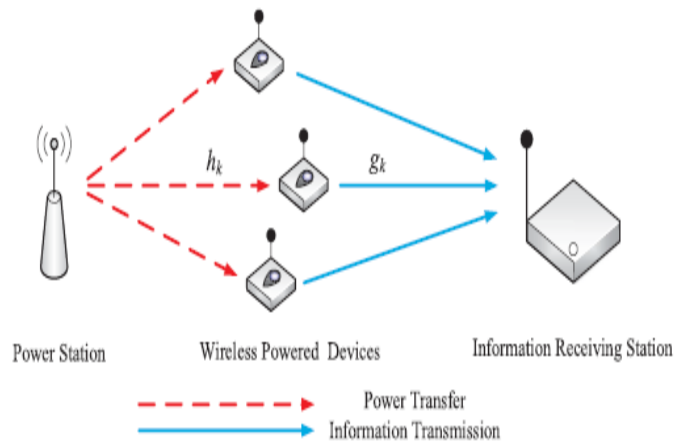 h_k
g_k
Power Station
Wireless Powered Devices
Information Receiving Station
Power Transfer
Information Transmission